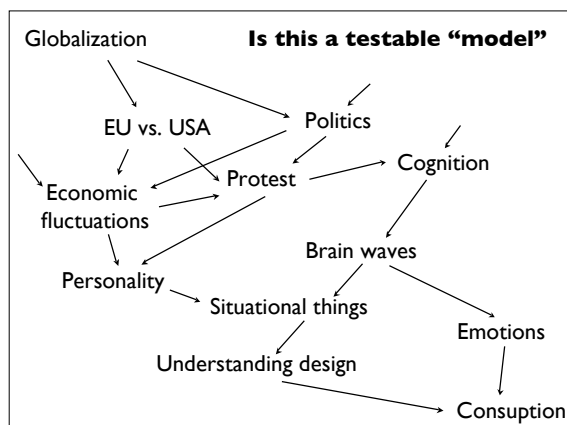 Globalization
Is this a testable “model”
EU vs. USA
Politics
Economic
fluctuations
Protest
Cognition
Personality
Brain waves
Situational things
Emotions
Understanding design
Consuption